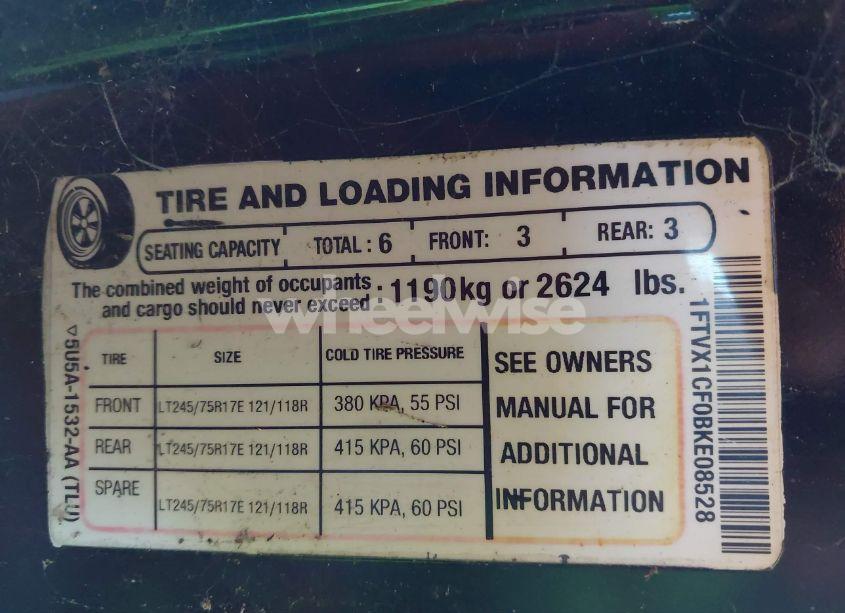 TIRE AND LOADING INFORMATION
SEATING CAPACITY TOTAL : 6 FRONT: 3 REAR: 3
The combined weight of occupants
and cargo should never exceed : 1190kg or 2624 lbs.
wheelwise
TIRE SIZE COLD TIRE PRESSURE
FRONT LT245/75R17E 121/118R 380 KPA, 55 PSI
REAR LT245/75R17E 121/118R 415 KPA, 60 PSI
SPARE LT245/75R17E 121/118R 415 KPA, 60 PSI
SEE OWNERS
MANUAL FOR
ADDITIONAL
INFORMATION
5U5A-1532-AA (TLU)
1FTVX1CF0BKE08528